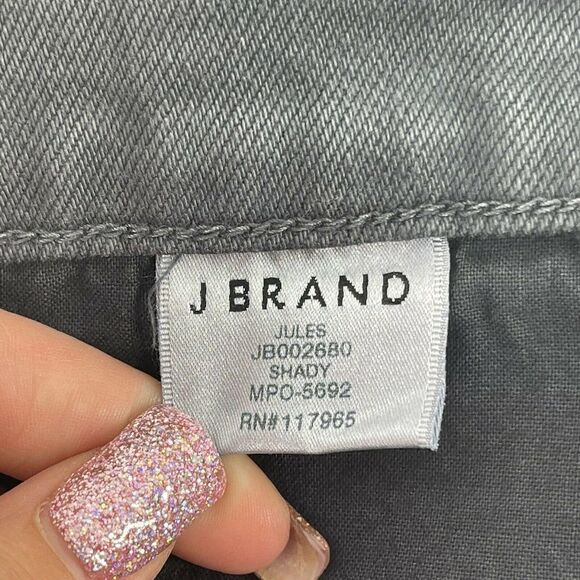 J BRAND
JULES
JB002680
SHADY
MPO-5692
RN#117965